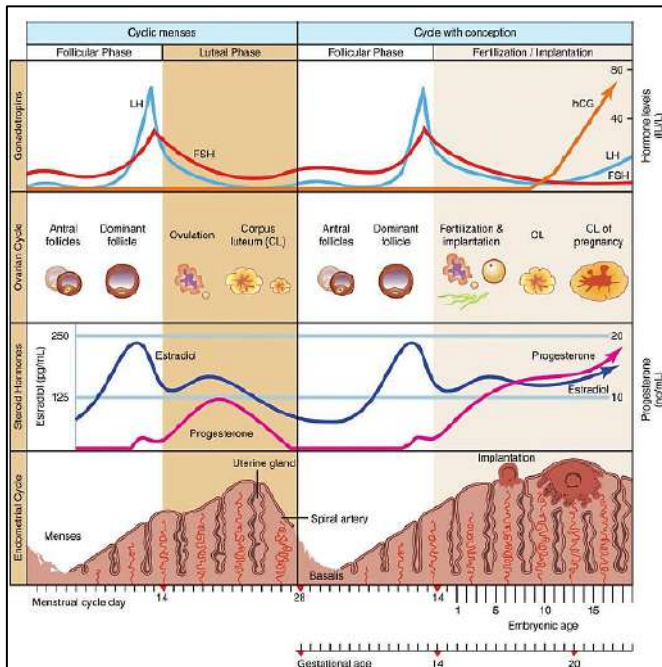 Cyclic menses
Cycle with conception
Follicular Phase
Luteal Phase
Follicular Phase
Fertilization / Implantation
Gonadotropins
LH
FSH
hCG
LH
FSH
80
40
Hormone levels
(IU/L)
Ovarian Cycle
Antral
follicles
Dominant
follicle
Ovulation
Corpus
luteum (CL)
Antral
follicles
Dominant
follicle
Fertilization &
implantation
CL
CL of
pregnancy
Steroid Hormones
Estradiol (pg/mL)
250
125
Estradiol
Progesterone
Progesterone
Estradiol
20
10
Progesterone
(ng/mL)
Endometrial Cycle
Menses
Uterine gland
Spiral artery
Implantation
Basalis
Menstrual cycle day
14
28
14
1
5
10
15
Embryonic age
Gestational age
14
20